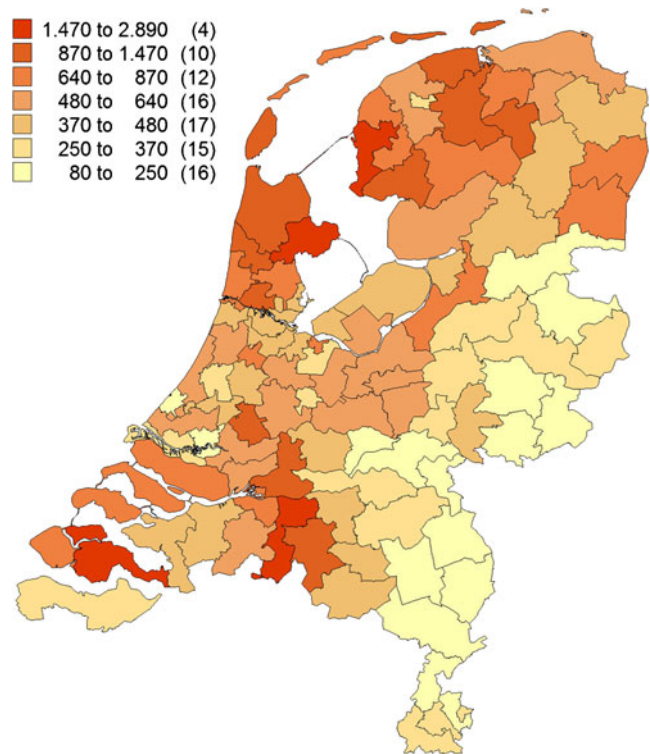 1.470 to 2.890 (4)
870 to 1.470 (10)
640 to 870 (12)
480 to 640 (16)
370 to 480 (17)
250 to 370 (15)
80 to 250 (16)